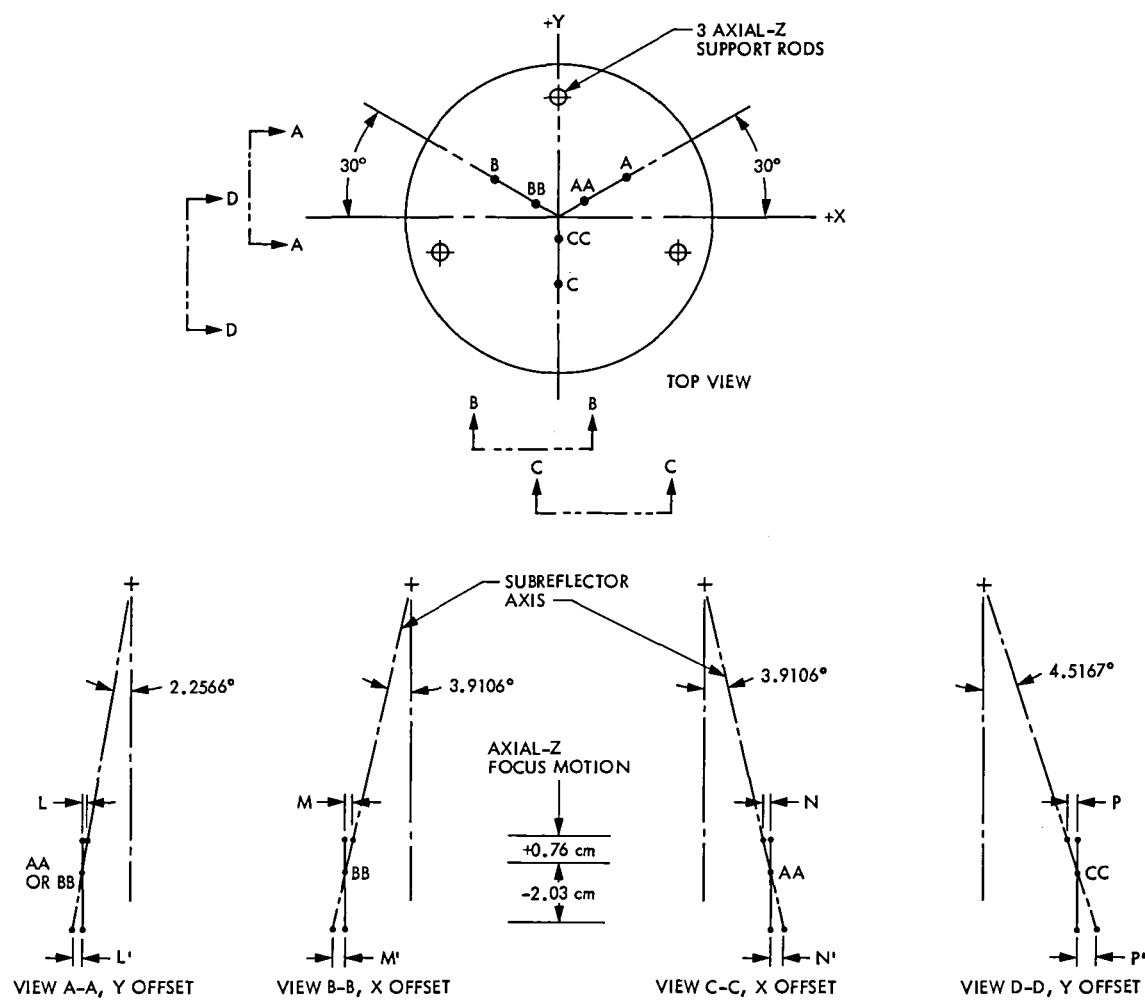 +Y
3 AXIAL-Z
SUPPORT RODS
A
30°
B
A
30°
BB
AA
D
+X
A
CC
C
D
TOP VIEW
B
B
C
C
SUBREFLECTOR
AXIS
2.2566°
3.9106°
3.9106°
4.5167°
AXIAL-Z
FOCUS MOTION
L
M
N
P
+0.76 cm
AA
OR BB
BB
AA
CC
-2.03 cm
L'
M'
N'
P'
VIEW A-A, Y OFFSET
VIEW B-B, X OFFSET
VIEW C-C, X OFFSET
VIEW D-D, Y OFFSET